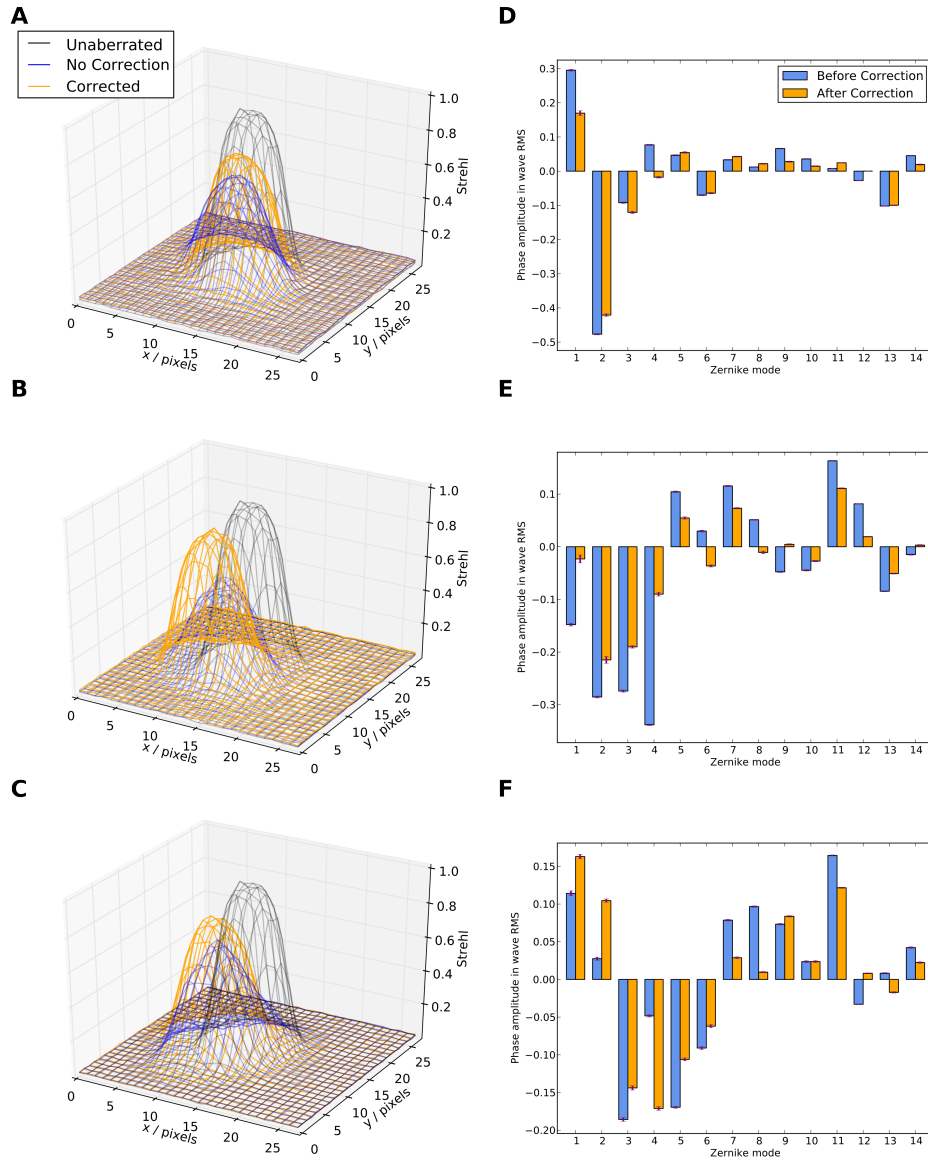 A
Unaberrated
No Correction
Corrected
1.0
0.8
0.6
0.4
0.2
Strehl
0 5 10 15 20 25
x / pixels
0 5 10 15 20 25
y / pixels
D
Before Correction
After Correction
0.3
0.2
0.1
0.0
−0.1
−0.2
−0.3
−0.4
−0.5
Phase amplitude in wave RMS
1 2 3 4 5 6 7 8 9 10 11 12 13 14
Zernike mode
B
1.0
0.8
0.6
0.4
0.2
Strehl
0 5 10 15 20 25
x / pixels
0 5 10 15 20 25
y / pixels
E
0.1
0.0
−0.1
−0.2
−0.3
Phase amplitude in wave RMS
1 2 3 4 5 6 7 8 9 10 11 12 13 14
Zernike mode
C
1.0
0.8
0.6
0.4
0.2
Strehl
0 5 10 15 20 25
x / pixels
0 5 10 15 20 25
y / pixels
F
0.15
0.10
0.05
0.00
−0.05
−0.10
−0.15
−0.20
Phase amplitude in wave RMS
1 2 3 4 5 6 7 8 9 10 11 12 13 14
Zernike mode